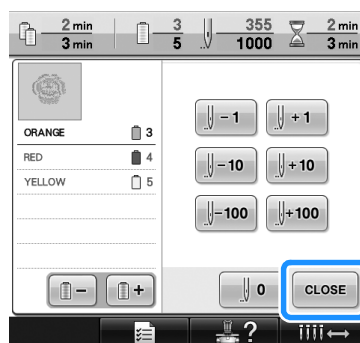 2 min 3 355 2 min
3 min 5 1000 3 min
ORANGE 3
RED 4
YELLOW 5
- 1 + 1
- 10 + 10
- 100 + 100
- +
0 CLOSE
?